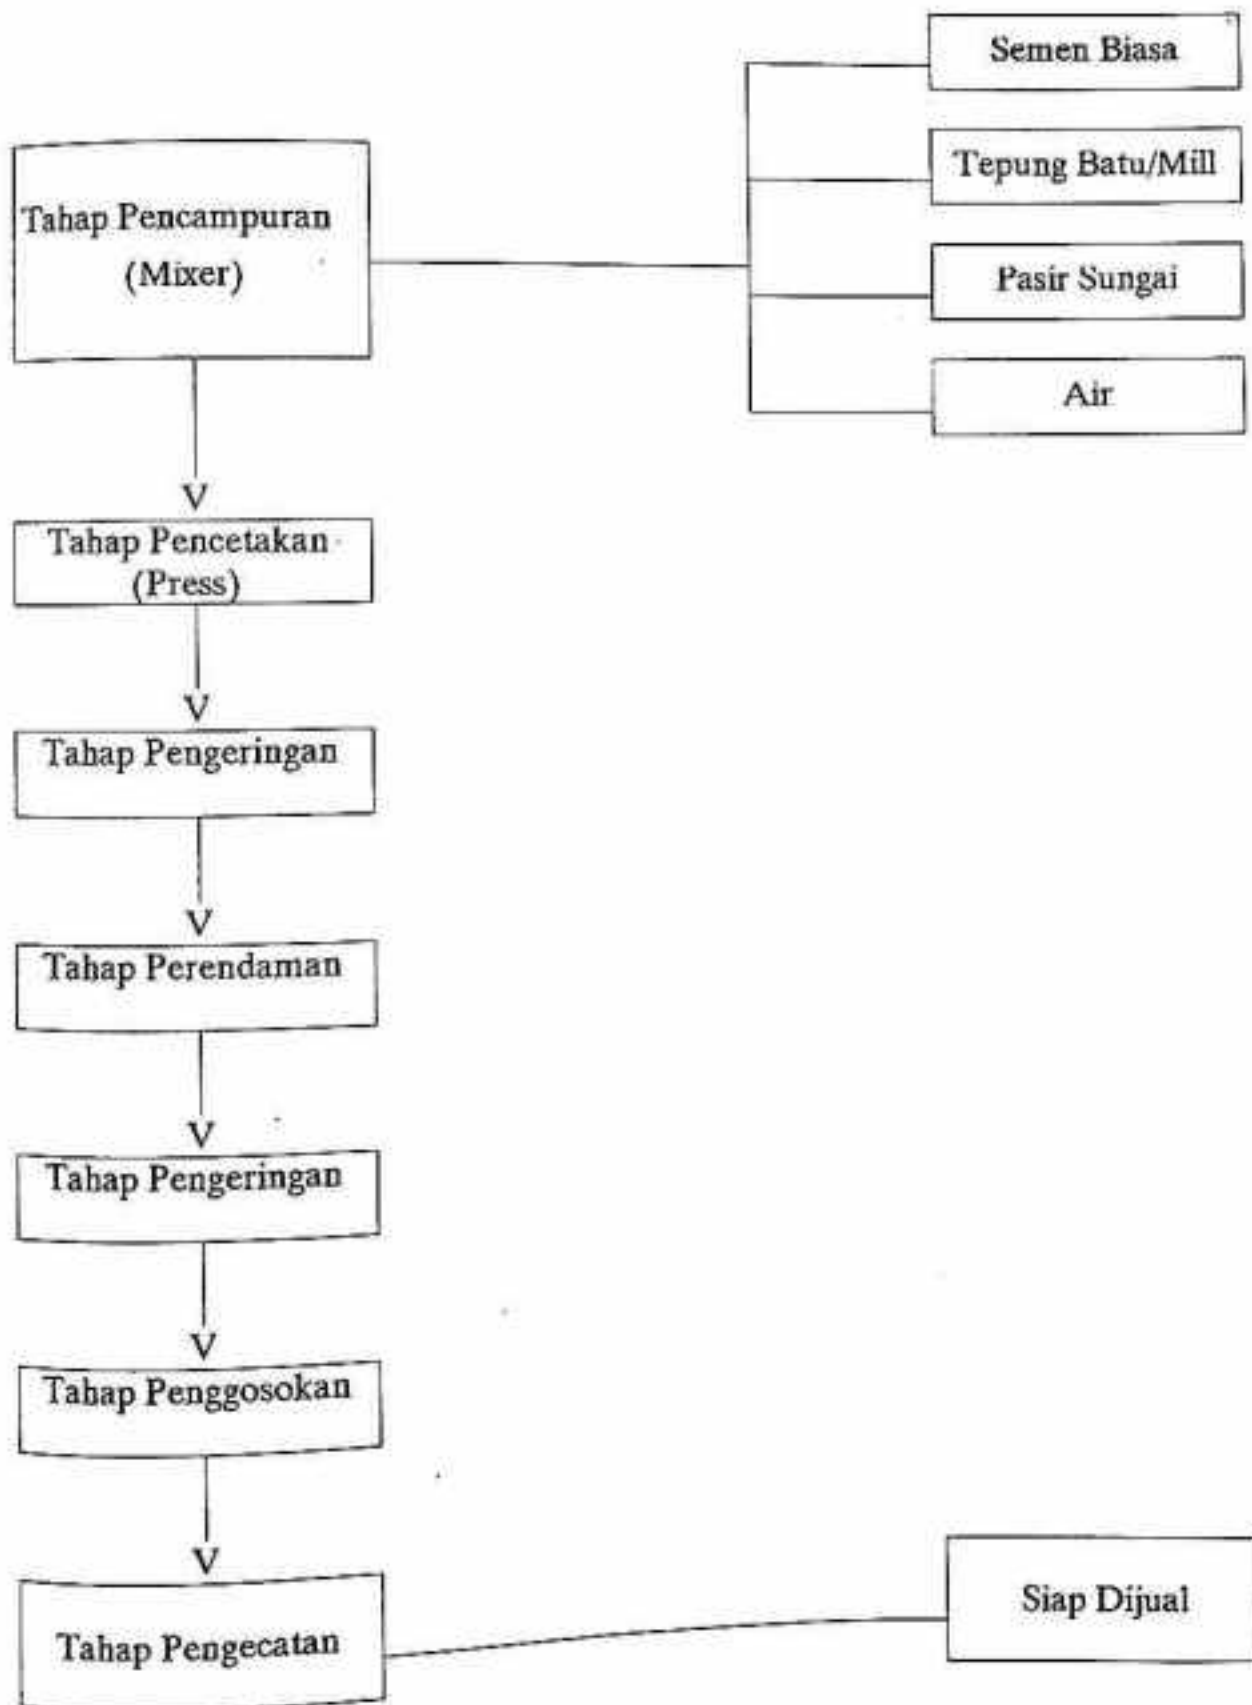 Semen Biasa
Tepung Batu/Mill
Tahap Pencampuran
(Mixer)
Pasir Sungai
Air
V
Tahap Pencetakan
(Press)
V
Tahap Pengeringan
V
Tahap Perendaman
V
Tahap Pengeringan
V
Tahap Penggosokan
V
Tahap Pengecatan
Siap Dijual